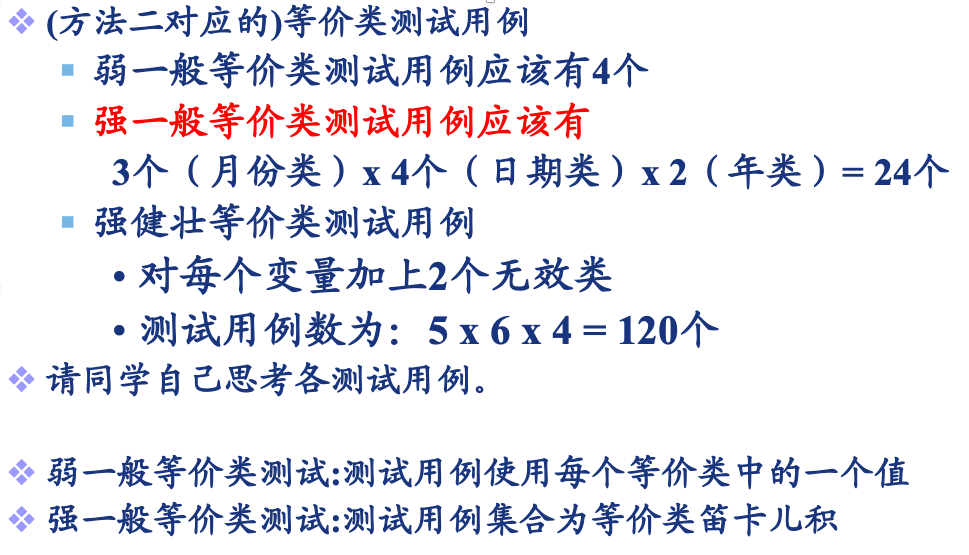 (方法二对应的)等价类测试用例
弱一般等价类测试用例应该有4个
强一般等价类测试用例应该有
3个（月份类）x 4个（日期类）x 2（年类）= 24个
强健壮等价类测试用例
• 对每个变量加上2个无效类
• 测试用例数为：5 x 6 x 4 = 120个
请同学自己思考各测试用例。
弱一般等价类测试:测试用例使用每个等价类中的一个值
强一般等价类测试:测试用例集合为等价类笛卡儿积